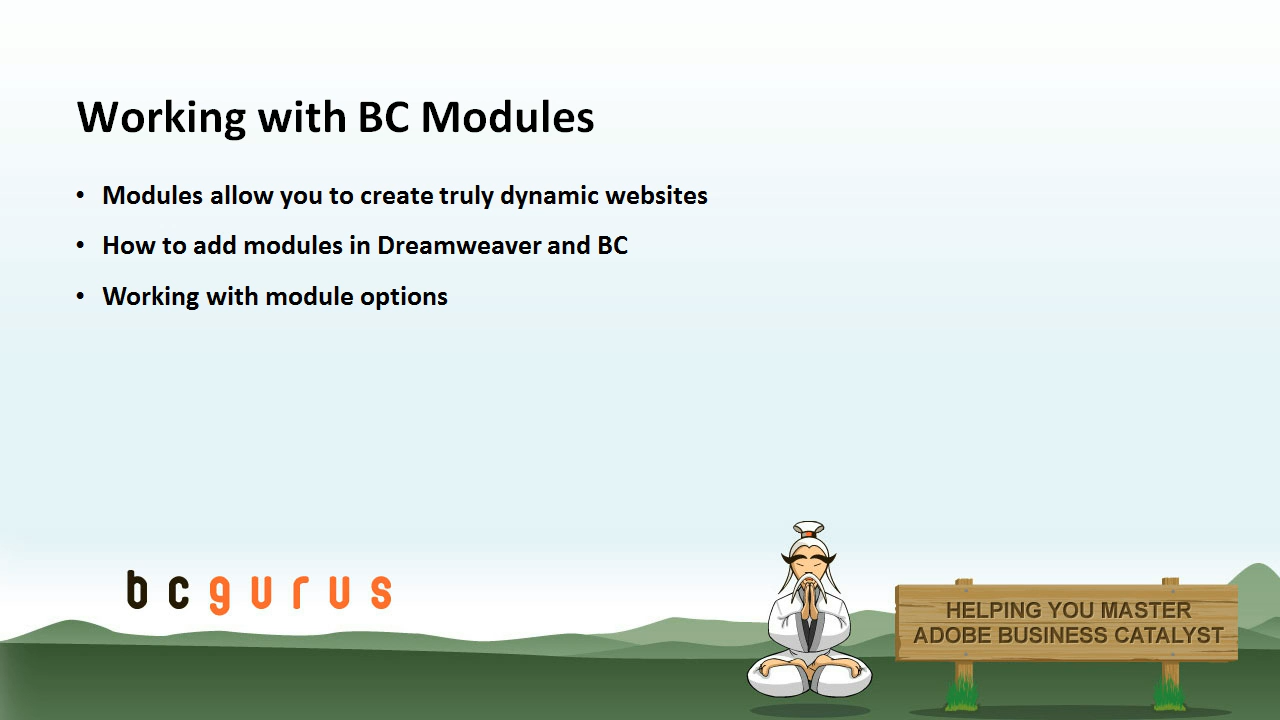 Working with BC Modules
• Modules allow you to create truly dynamic websites
• How to add modules in Dreamweaver and BC
• Working with module options
bcgurus
HELPING YOU MASTER
ADOBE BUSINESS CATALYST